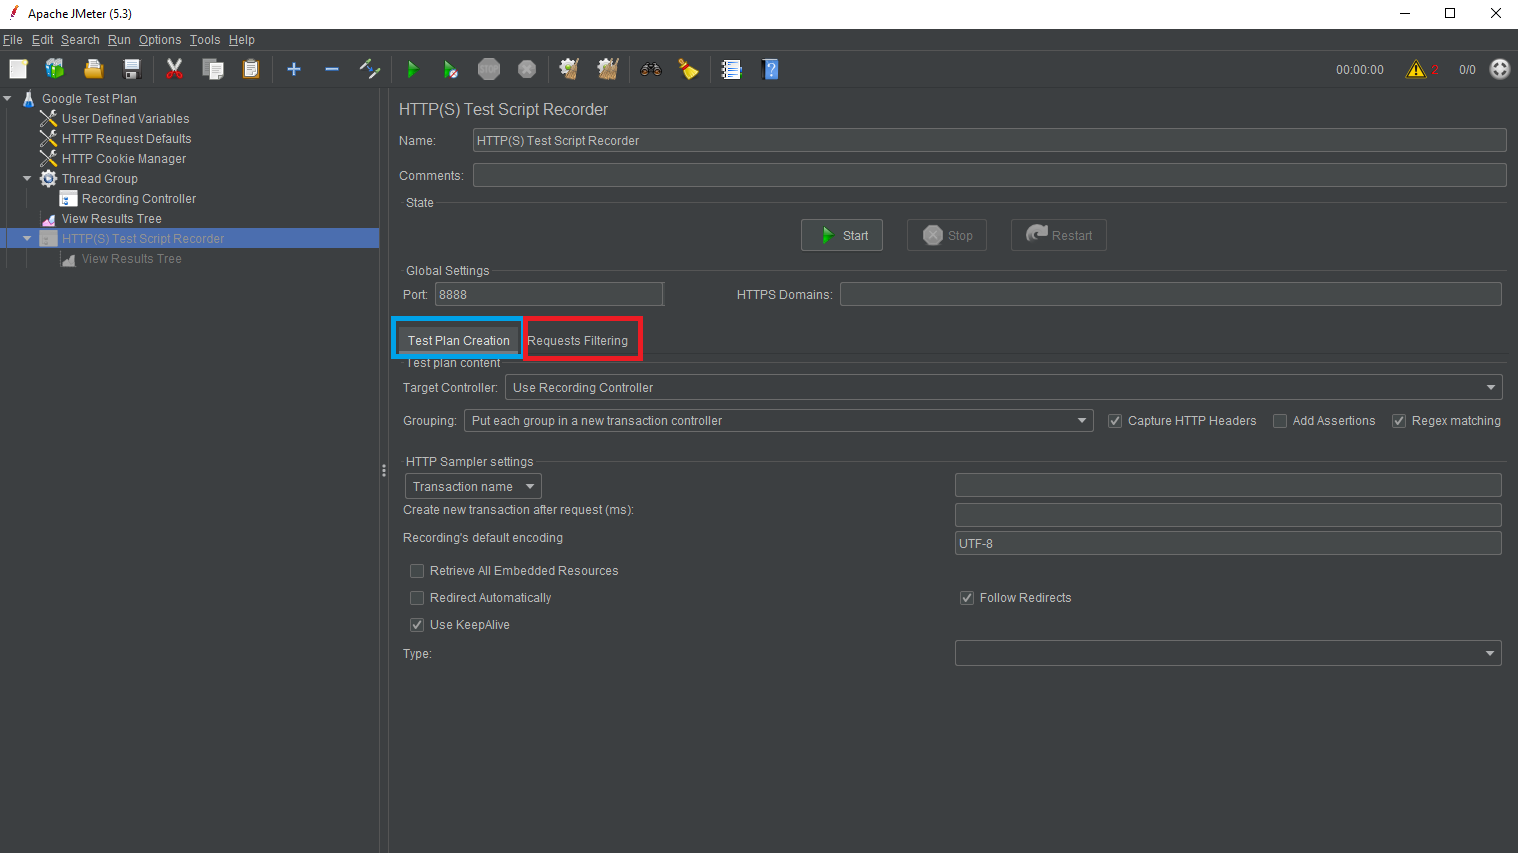 Apache JMeter (5.3)
File Edit Search Run Options Tools Help
STOP
00:00:00 2 0/0
Google Test Plan
User Defined Variables
HTTP Request Defaults
HTTP Cookie Manager
Thread Group
Recording Controller
View Results Tree
HTTP(S) Test Script Recorder
View Results Tree
HTTP(S) Test Script Recorder
Name: HTTP(S) Test Script Recorder
Comments:
State
Start Stop Restart
Global Settings
Port: 8888 HTTPS Domains:
Test Plan Creation Requests Filtering
Test plan content
Target Controller: Use Recording Controller
Grouping: Put each group in a new transaction controller Capture HTTP Headers Add Assertions Regex matching
HTTP Sampler settings
Transaction name
Create new transaction after request (ms):
Recording's default encoding UTF-8
Retrieve All Embedded Resources
Redirect Automatically Follow Redirects
Use KeepAlive
Type: